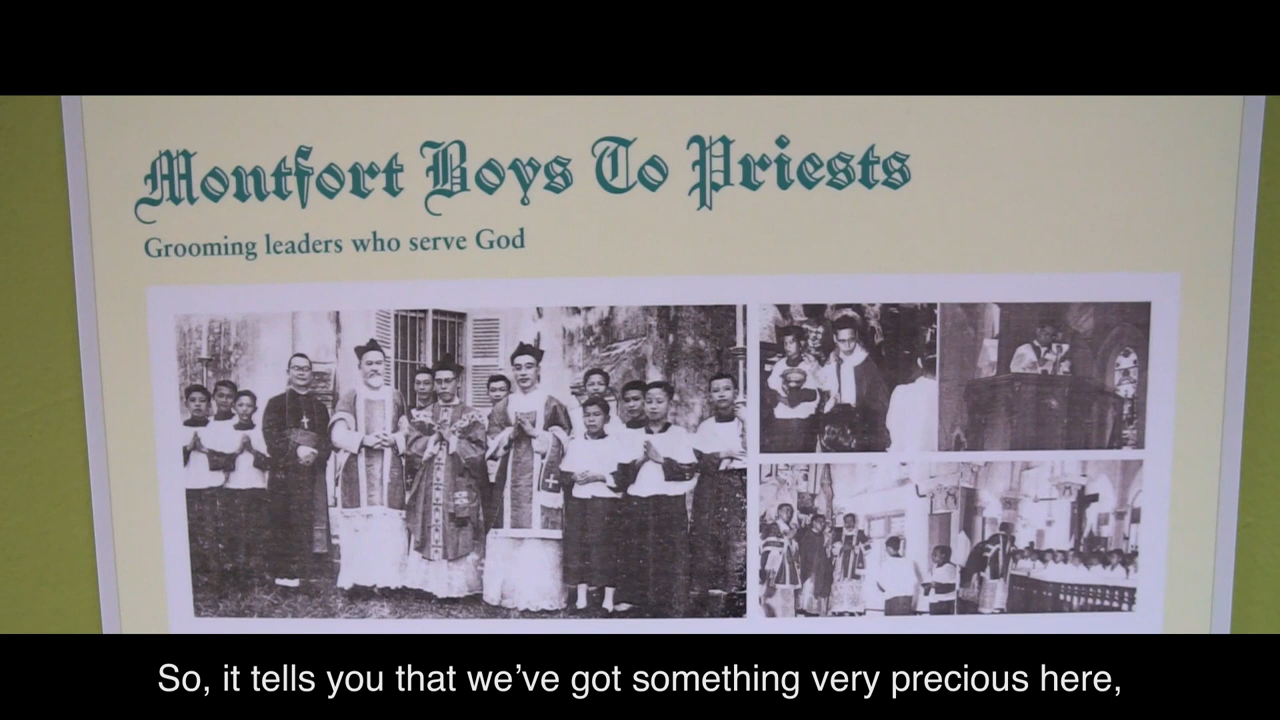 Montfort Boys To Priests
Grooming leaders who serve God
So, it tells you that we’ve got something very precious here,